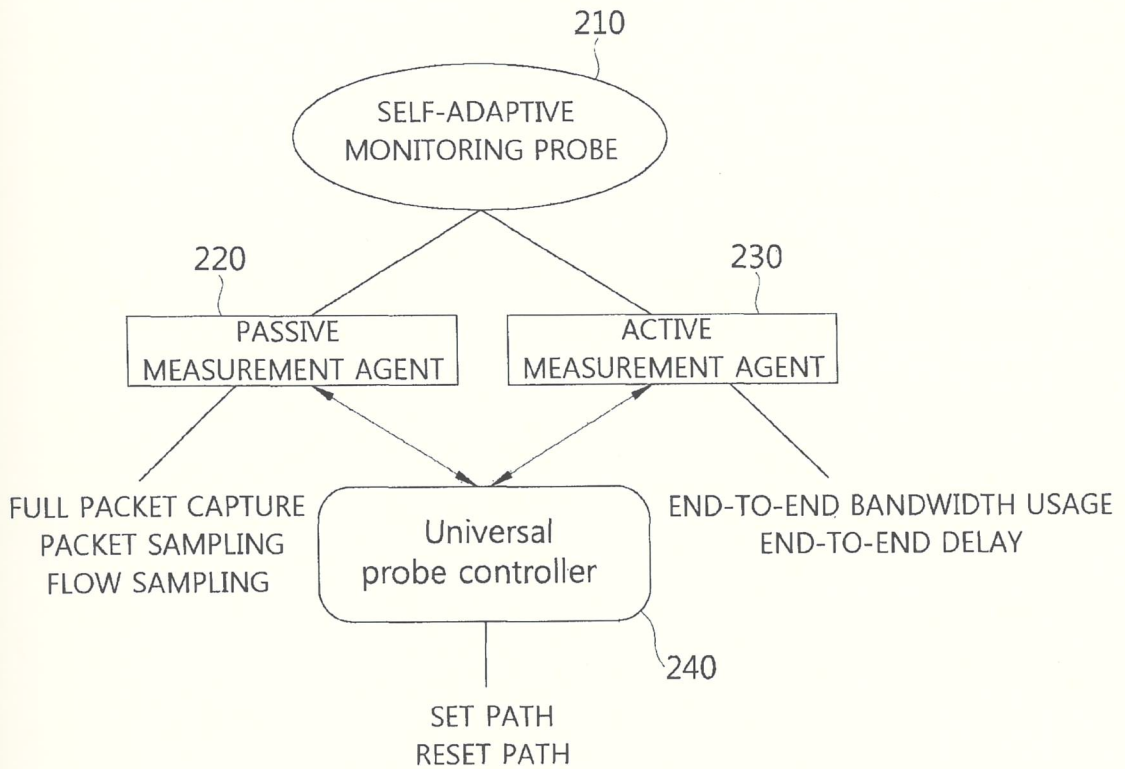 210
SELF-ADAPTIVE
MONITORING PROBE
220
230
PASSIVE
MEASUREMENT AGENT
ACTIVE
MEASUREMENT AGENT
FULL PACKET CAPTURE
PACKET SAMPLING
FLOW SAMPLING
Universal
probe controller
END-TO-END BANDWIDTH USAGE
END-TO-END DELAY
240
SET PATH
RESET PATH